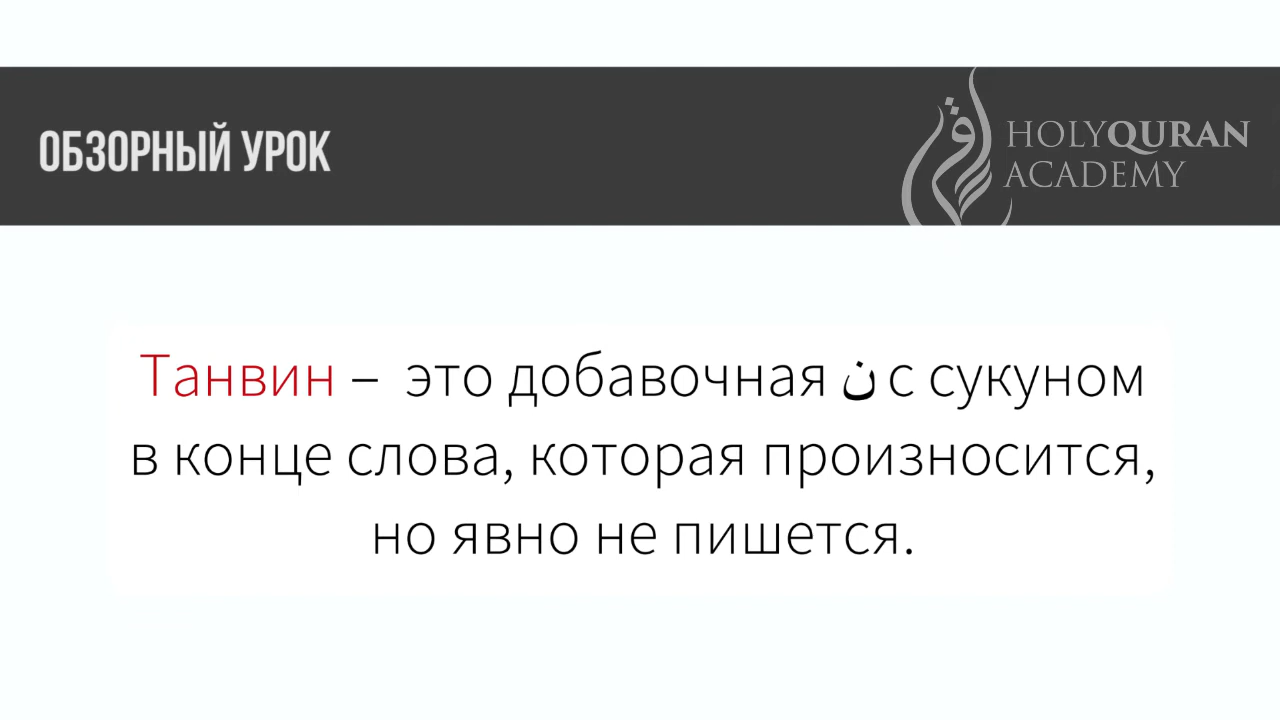 ОБЗОРНЫЙ УРОК
HOLYQURAN
ACADEMY
Танвин – это добавочная ن с сукуном
в конце слова, которая произносится,
но явно не пишется.